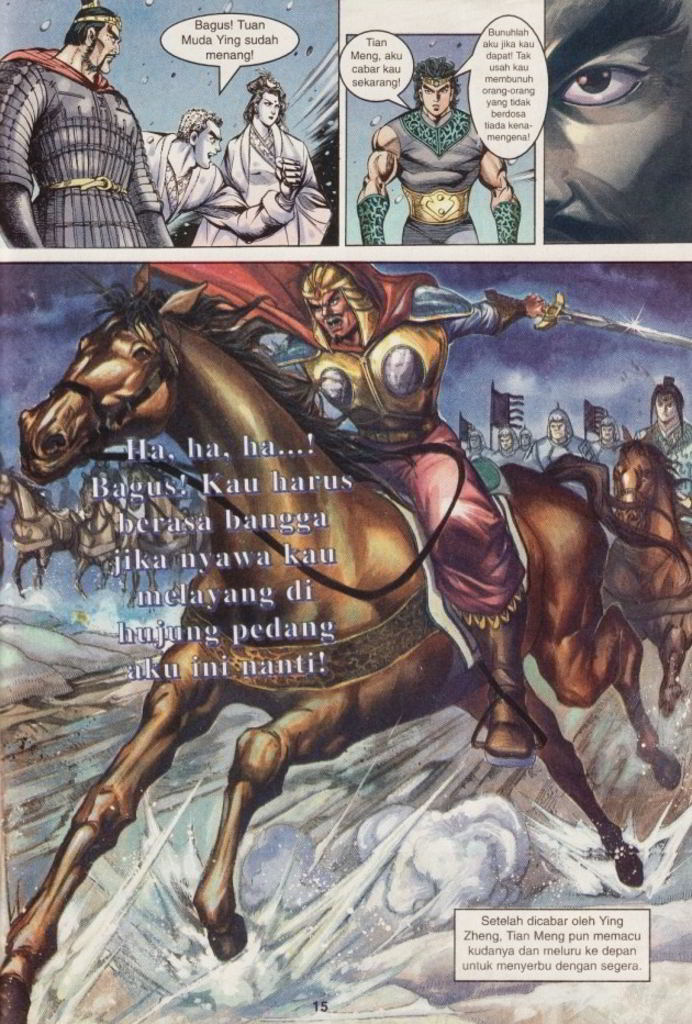 Bagus! Tuan
Muda Ying sudah
menang!
Tian
Meng, aku
cabar kau
sekarang!
Bunuhlah
aku jika kau
dapat! Tak
usah kau
membunuh
orang-orang
yang tidak
berdosa
tiada kena-
mengena!
Ha, ha, ha...!
Bagus! Kau harus
berasa bangga
jika nyawa kau
melayang di
hujung pedang
aku ini nanti!
Setelah dicabar oleh Ying
Zheng, Tian Meng pun memacu
kudanya dan meluru ke depan
untuk menyerbu dengan segera.
15